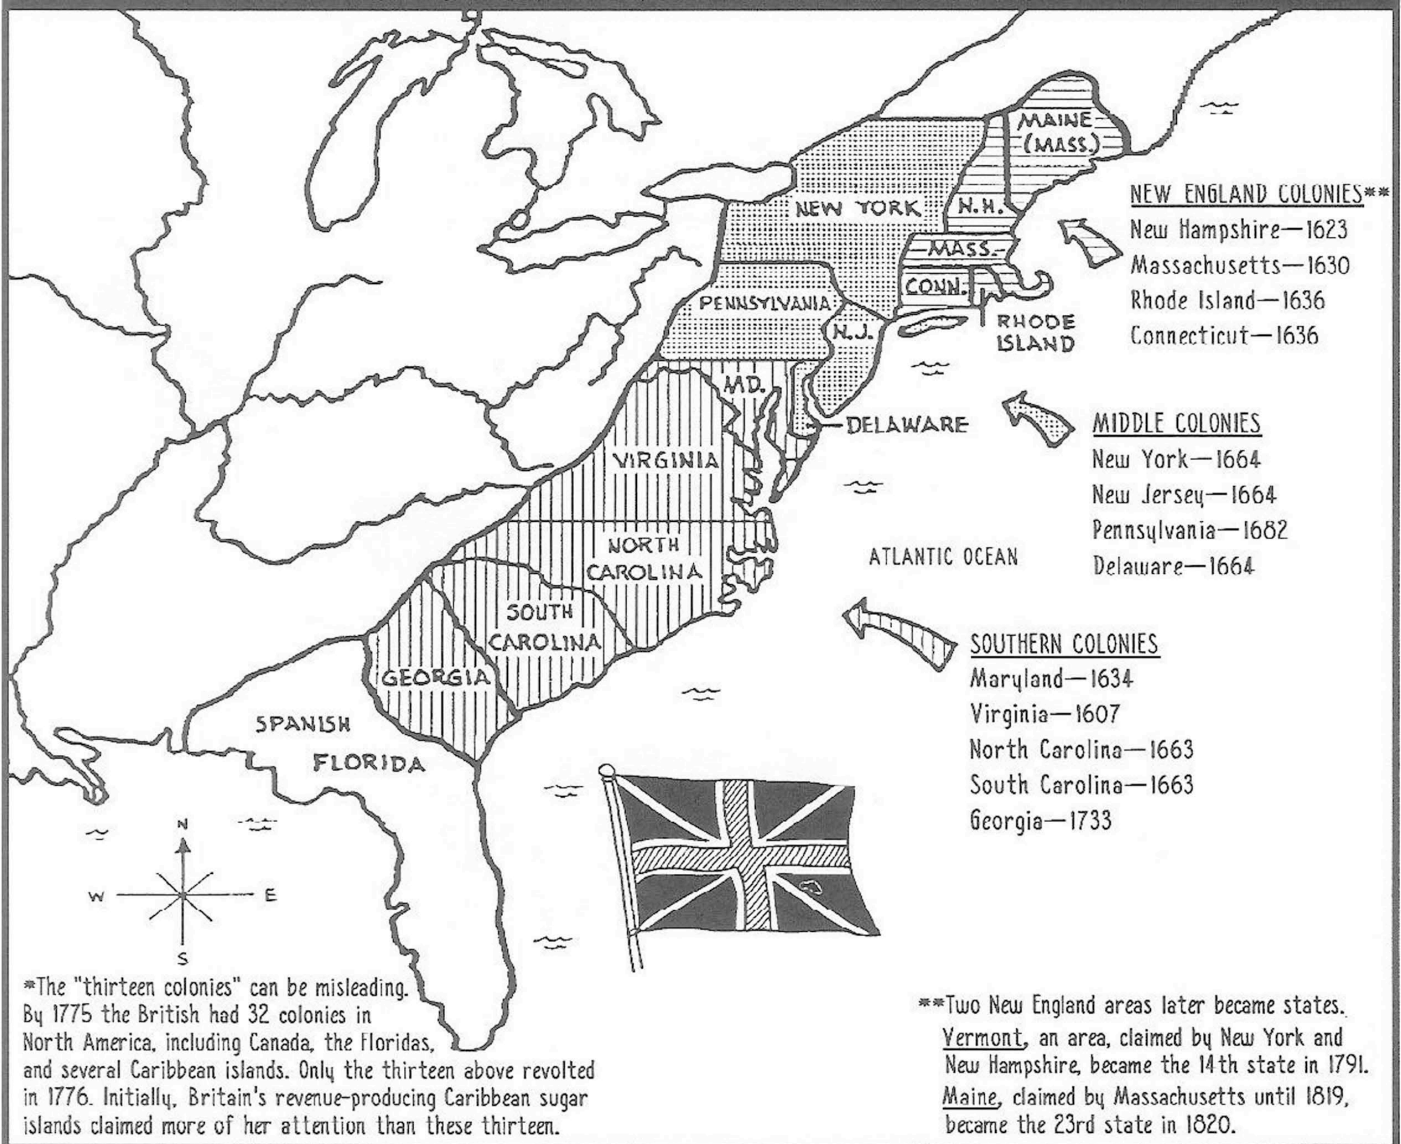 MAINE
(MASS.)
NEW YORK
N.H.
MASS.
CONN.
RHODE
ISLAND
PENNSYLVANIA
N.J.
MD.
DELAWARE
VIRGINIA
NORTH
CAROLINA
SOUTH
CAROLINA
GEORGIA
SPANISH
FLORIDA
ATLANTIC OCEAN
NEW ENGLAND COLONIES**
New Hampshire—1623
Massachusetts—1630
Rhode Island—1636
Connecticut—1636
MIDDLE COLONIES
New York—1664
New Jersey—1664
Pennsylvania—1682
Delaware—1664
SOUTHERN COLONIES
Maryland—1634
Virginia—1607
North Carolina—1663
South Carolina—1663
Georgia—1733
N
W E
S
*The "thirteen colonies" can be misleading.
By 1775 the British had 32 colonies in
North America, including Canada, the Floridas,
and several Caribbean islands. Only the thirteen above revolted
in 1776. Initially, Britain's revenue-producing Caribbean sugar
islands claimed more of her attention than these thirteen.
**Two New England areas later became states.
Vermont, an area, claimed by New York and
New Hampshire, became the 14th state in 1791.
Maine, claimed by Massachusetts until 1819,
became the 23rd state in 1820.